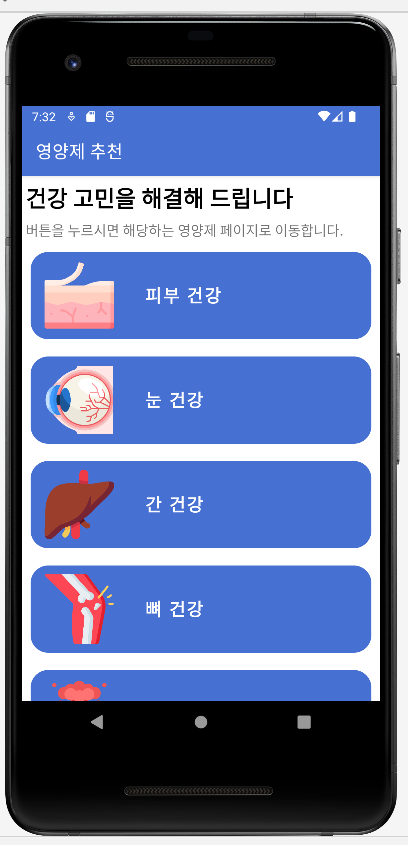 7:32
영양제 추천
건강 고민을 해결해 드립니다
버튼을 누르시면 해당하는 영양제 페이지로 이동합니다.
피부 건강
눈 건강
간 건강
뼈 건강